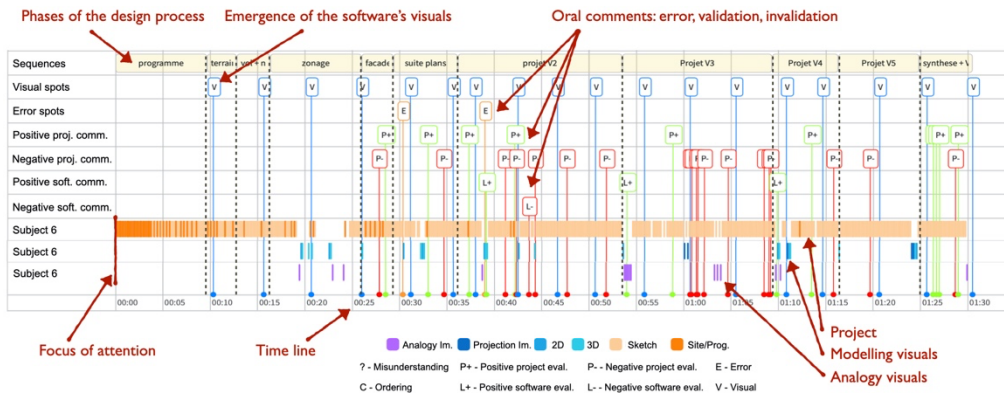 Phases of the design process
Emergence of the software's visuals
Oral comments: error, validation, invalidation
Sequences
programme
terrain
vol + n
zonage
facade
suite plans
projet V2
Projet V3
Projet V4
Projet V5
synthese + V
Visual spots
V V V V V V V V V V V V V V V V V V
Error spots
E E
Positive proj. comm.
P+ P+ P+ P+ P+ P+ P+ P+
Negative proj. comm.
P- P- P- P- P- P- P- P- P- P- P- P- P-
Positive soft. comm.
L+ L+ L+
Negative soft. comm.
L-
Subject 6
Subject 6
Subject 6
00:00 00:05 00:10 00:15 00:20 00:25 00:30 00:35 00:40 00:45 00:50 00:55 01:00 01:05 01:10 01:15 01:20 01:25 01:30
Focus of attention
Time line
Project
Modelling visuals
Analogy visuals
Analogy Im. Projection Im. 2D 3D Sketch Site/Prog.
? - Misunderstanding P+ - Positive project eval. P- - Negative project eval. E - Error
C - Ordering L+ - Positive software eval. L- - Negative software eval. V - Visual